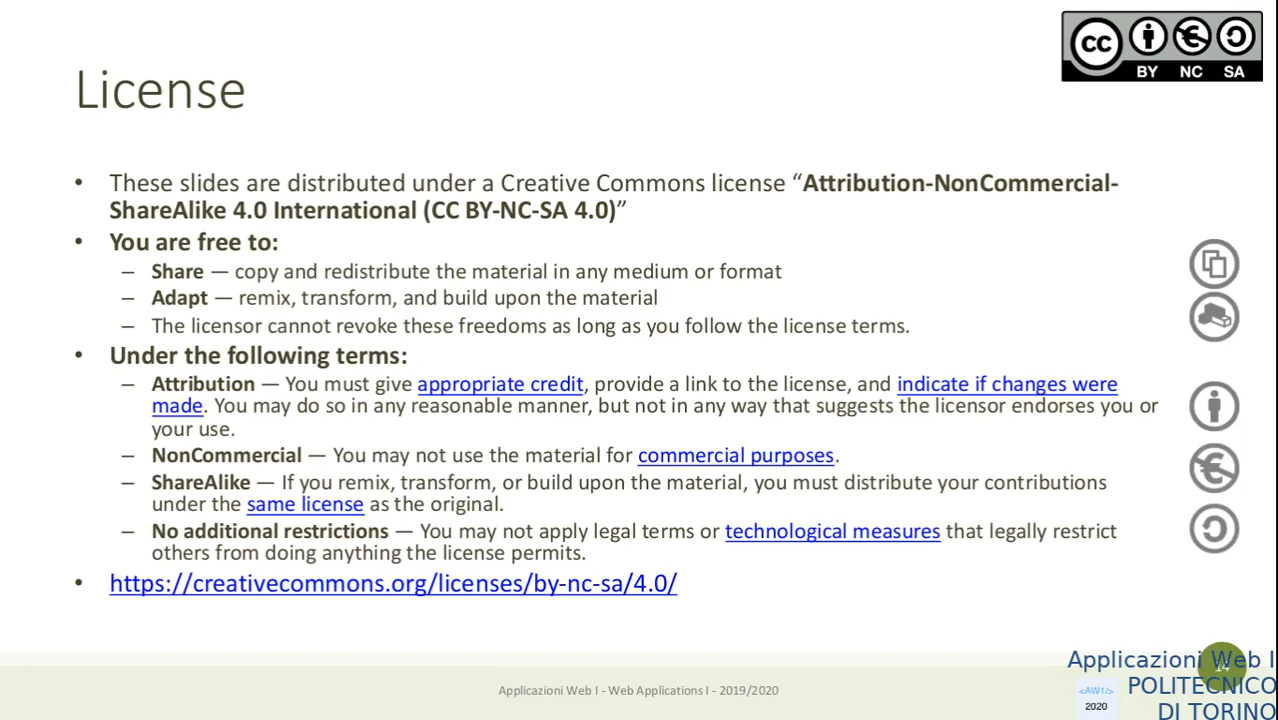 cc
BY NC SA
License
• These slides are distributed under a Creative Commons license “Attribution-NonCommercial-
ShareAlike 4.0 International (CC BY-NC-SA 4.0)”
• You are free to:
– Share — copy and redistribute the material in any medium or format
– Adapt — remix, transform, and build upon the material
– The licensor cannot revoke these freedoms as long as you follow the license terms.
• Under the following terms:
– Attribution — You must give appropriate credit, provide a link to the license, and indicate if changes were
made. You may do so in any reasonable manner, but not in any way that suggests the licensor endorses you or
your use.
– NonCommercial — You may not use the material for commercial purposes.
– ShareAlike — If you remix, transform, or build upon the material, you must distribute your contributions
under the same license as the original.
– No additional restrictions — You may not apply legal terms or technological measures that legally restrict
others from doing anything the license permits.
• https://creativecommons.org/licenses/by-nc-sa/4.0/
Applicazioni Web I - Web Applications I - 2019/2020
Applicazioni Web I
<AW1/>
2020
POLITECNICO
DI TORINO